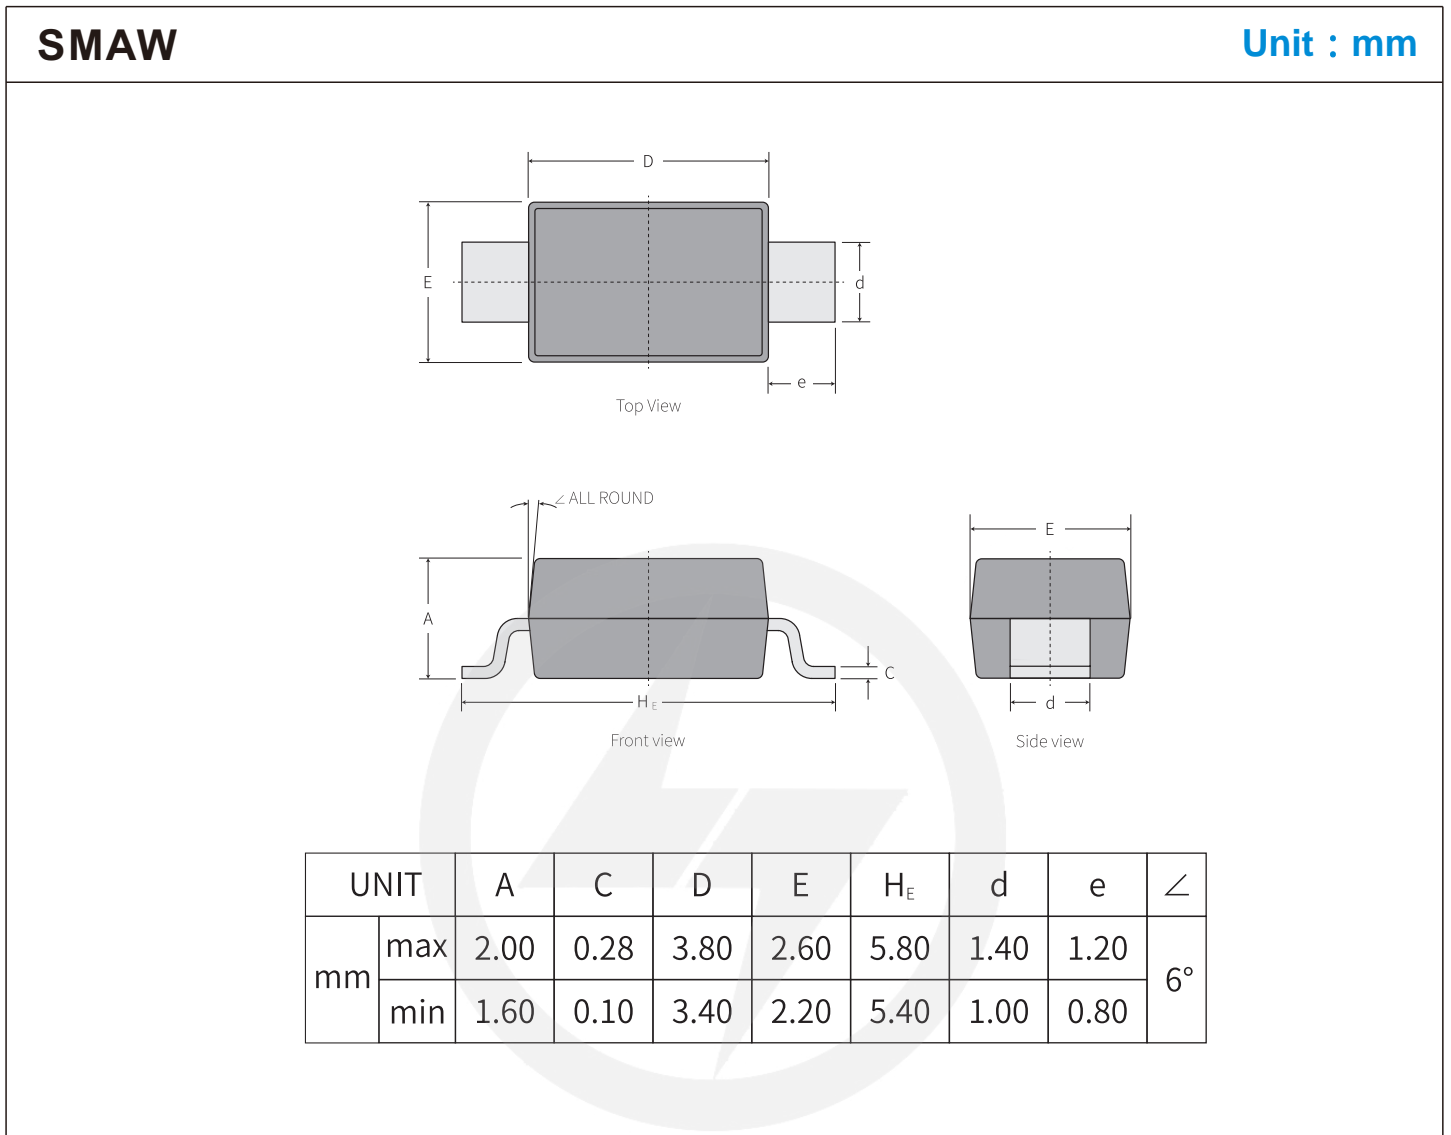 SMAW
Unit : mm
D
E
d
e
Top View
∠ ALL ROUND
E
A
C
HE
d
Front view
Side view
UNIT A C D E HE d e ∠
mm max 2.00 0.28 3.80 2.60 5.80 1.40 1.20 6°
min 1.60 0.10 3.40 2.20 5.40 1.00 0.80